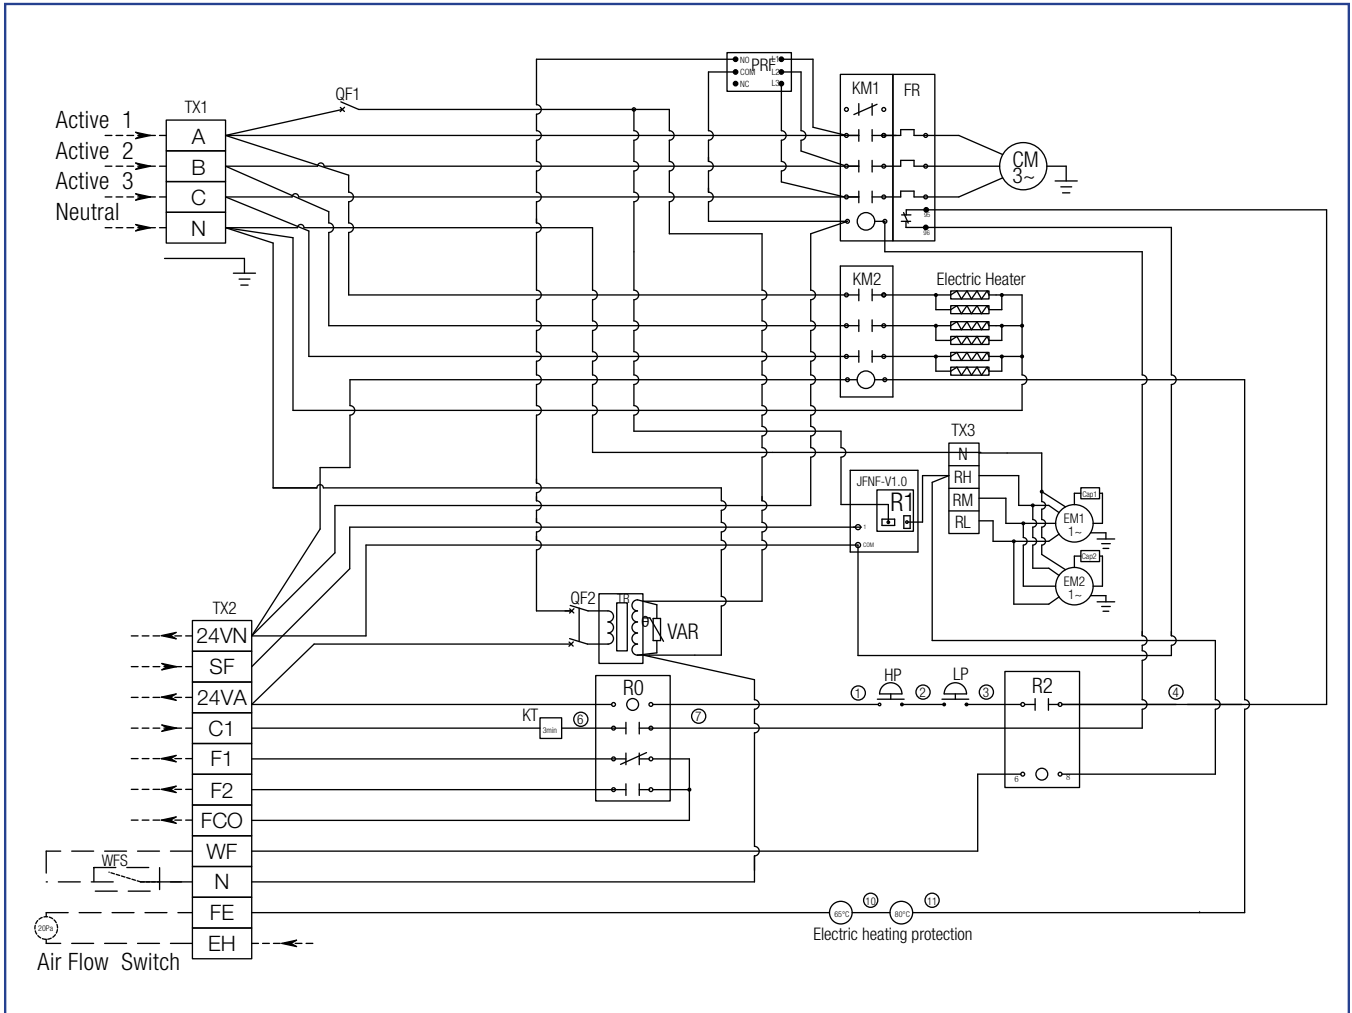 PRF
NO
COM
NC
L1
L2
L3
KM1
FR
QF1
TX1
Active 1
A
Active 2
B
Active 3
C
Neutral
N
CM
3~
95
96
KM2
Electric Heater
TX3
N
RH
RM
RL
JFNF-V1.0
R1
1
COM
Cap1
EM1
1~
Cap2
EM2
1~
QF2
TR
VAR
θ
TX2
24VN
SF
24VA
C1
F1
F2
FCO
WF
N
FE
EH
R0
KT
3min
6
7
1
HP
2
LP
3
R2
4
6
8
WFS
20Pa
Air Flow Switch
65°C
10
80°C
11
Electric heating protection